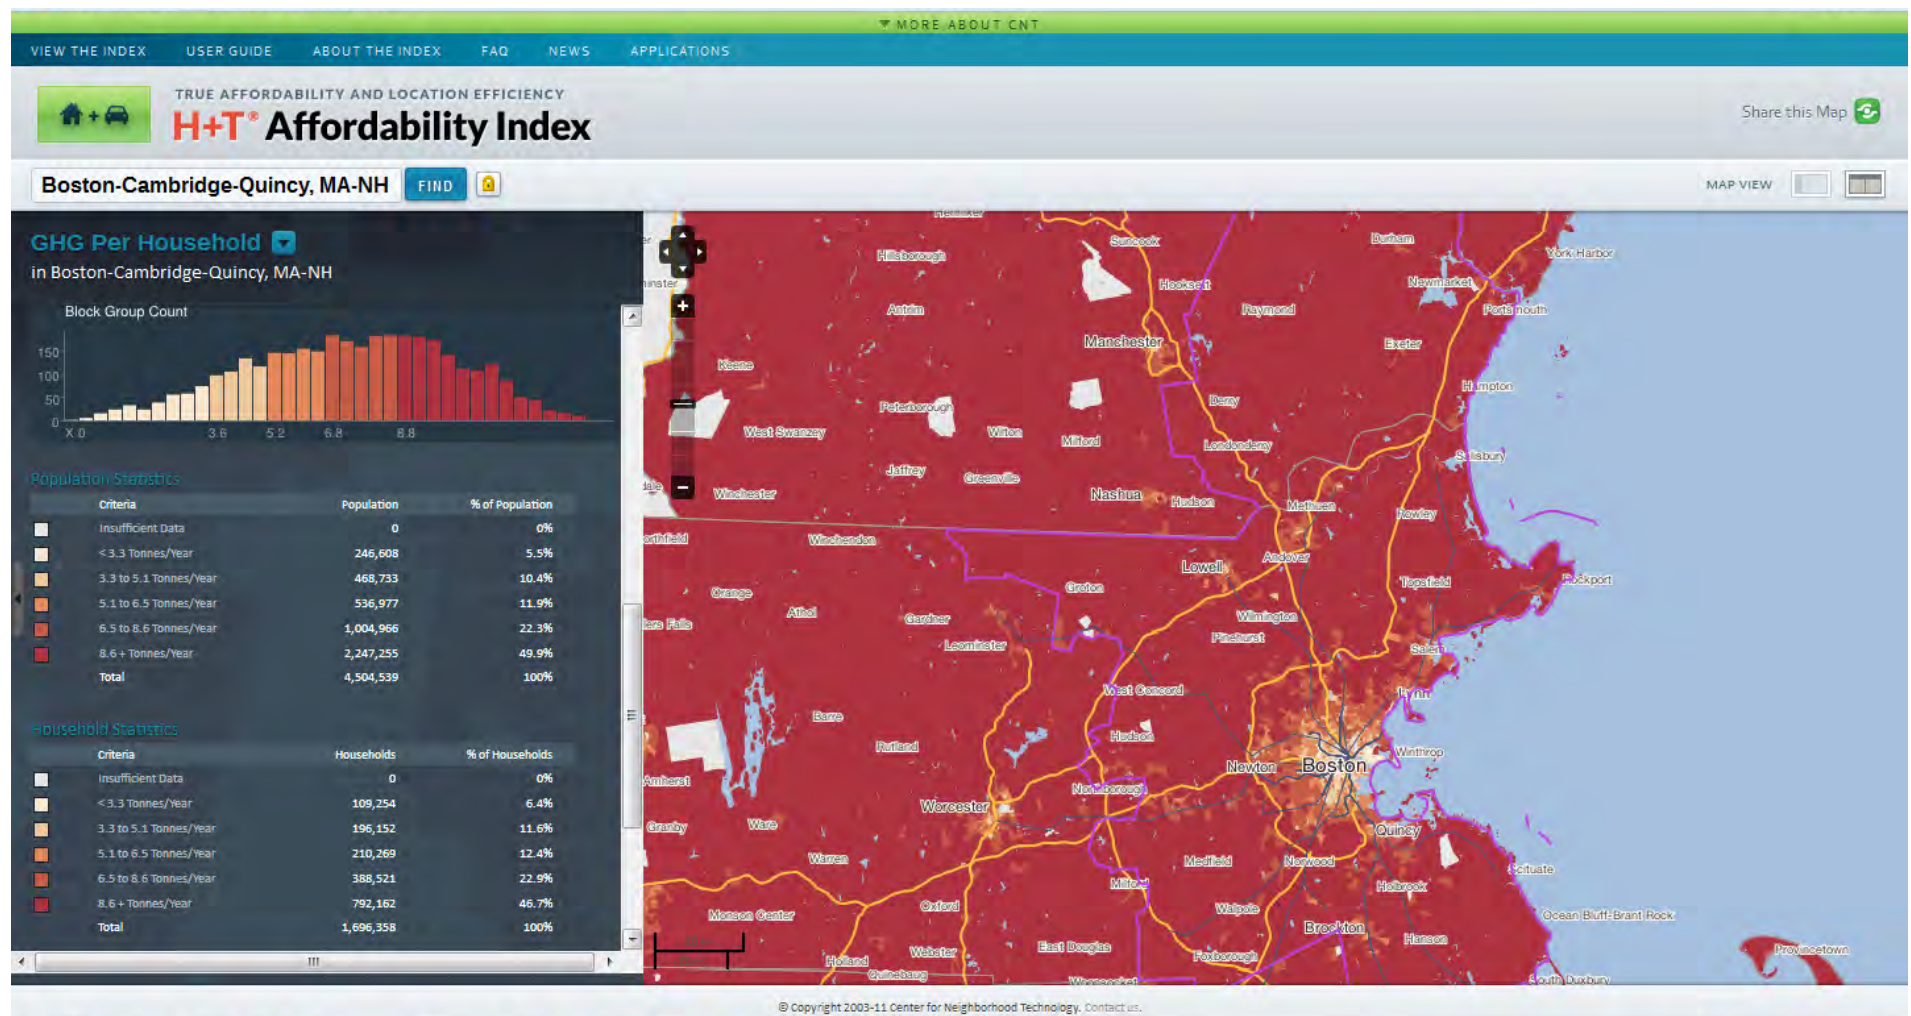 MORE ABOUT CNT
VIEW THE INDEX USER GUIDE ABOUT THE INDEX FAQ NEWS APPLICATIONS
TRUE AFFORDABILITY AND LOCATION EFFICIENCY
H+T® Affordability Index
Share this Map
Boston-Cambridge-Quincy, MA-NH FIND
MAP VIEW
GHG Per Household
in Boston-Cambridge-Quincy, MA-NH
Block Group Count
150
100
50
0
X 0 3.6 5.2 6.8 8.8
Population Statistics
Criteria Population % of Population
Insufficient Data 0 0%
< 3.3 Tonnes/Year 246,608 5.5%
3.3 to 5.1 Tonnes/Year 468,733 10.4%
5.1 to 6.5 Tonnes/Year 536,977 11.9%
6.5 to 8.6 Tonnes/Year 1,004,966 22.3%
8.6 + Tonnes/Year 2,247,255 49.9%
Total 4,504,539 100%
Household Statistics
Criteria Households % of Households
Insufficient Data 0 0%
< 3.3 Tonnes/Year 109,254 6.4%
3.3 to 5.1 Tonnes/Year 196,152 11.6%
5.1 to 6.5 Tonnes/Year 210,269 12.4%
6.5 to 8.6 Tonnes/Year 388,521 22.9%
8.6 + Tonnes/Year 792,162 46.7%
Total 1,696,358 100%
Henniker
Suncook
Durham
York Harbor
Hillsborough
Hooksett
Newmarket
Antrim
Raymond
Portsmouth
Manchester
Exeter
Keene
Hampton
Peterborough
Derry
West Swanzey
Wilton
Milford
Londonderry
Salisbury
Jaffrey
Greenville
Winchester
Nashua
Hudson
Methuen
Rowley
Winchendon
Andover
Lowell
Topsfield
Rockport
Orange
Groton
Athol
Gardner
Wilmington
Pinehurst
Leominster
Salem
West Concord
Lynn
Barre
Hudson
Rutland
Winthrop
Newton
Boston
Amherst
Northborough
Worcester
Granby
Ware
Quincy
Warren
Medfield
Norwood
Scituate
Milford
Holbrook
Oxford
Walpole
Monson Center
Ocean Bluff-Brant Rock
Brockton
Hanson
East Douglas
Webster
Foxborough
Provincetown
Holland
Quinebaug
Woonsocket
South Duxbury
© Copyright 2003-11 Center for Neighborhood Technology. Contact us.